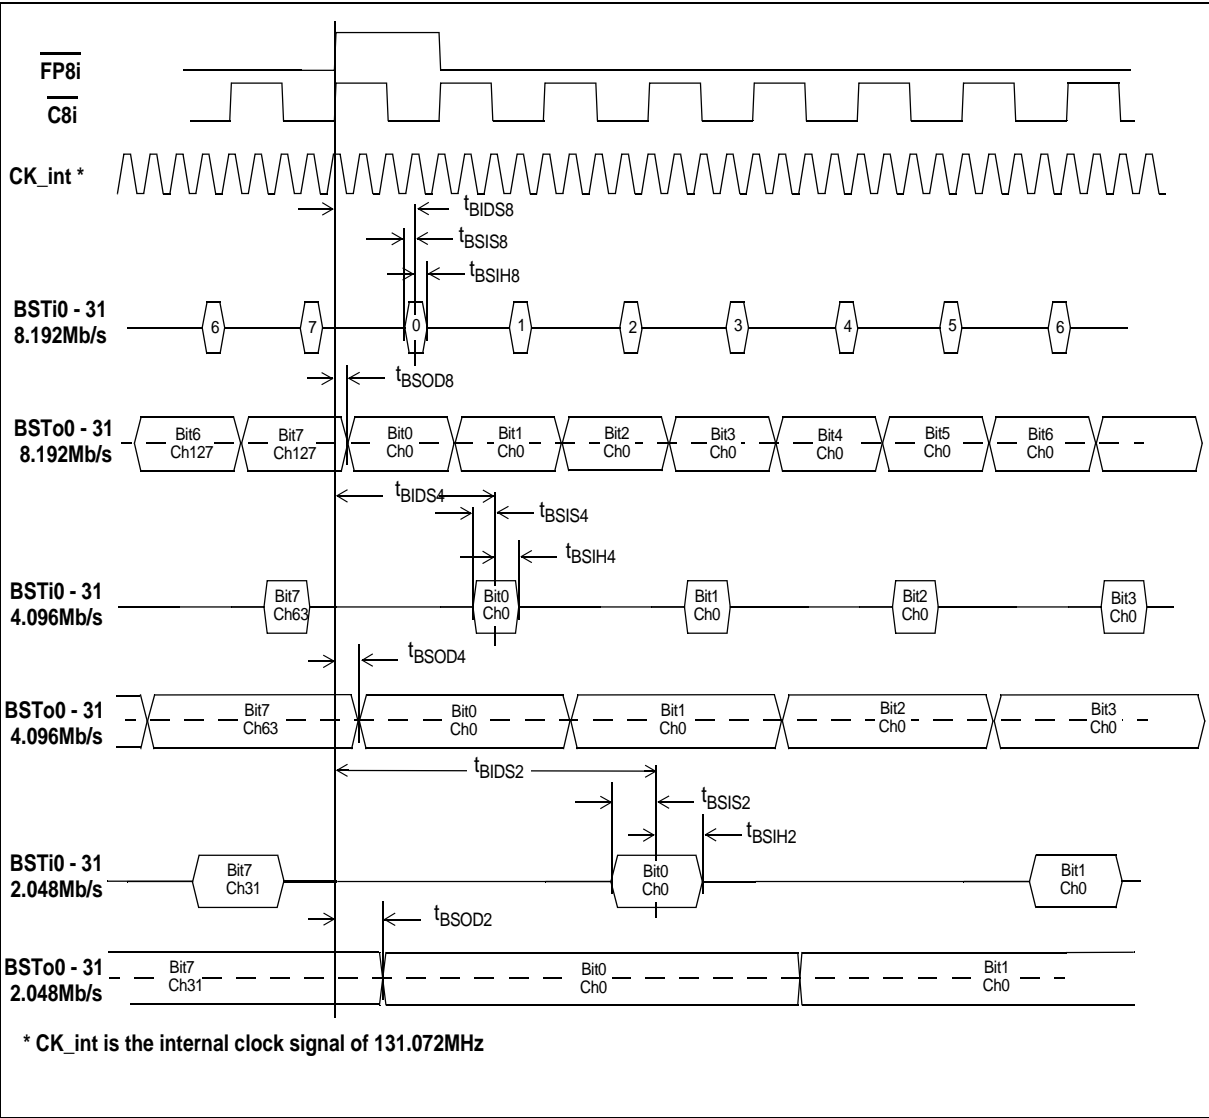 FP8i
C8i
CK_int *
tBIDS8
tBSIS8
tBSIH8
BSTi0 - 31
8.192Mb/s
6 7 0 1 2 3 4 5 6
tBSOD8
BSTo0 - 31
8.192Mb/s
Bit6 Bit7 Bit0 Bit1 Bit2 Bit3 Bit4 Bit5 Bit6
Ch127 Ch127 Ch0 Ch0 Ch0 Ch0 Ch0 Ch0 Ch0
tBIDS4
tBSIS4
tBSIH4
BSTi0 - 31
4.096Mb/s
Bit7 Bit0 Bit1 Bit2 Bit3
Ch63 Ch0 Ch0 Ch0 Ch0
tBSOD4
BSTo0 - 31
4.096Mb/s
Bit7 Bit0 Bit1 Bit2 Bit3
Ch63 Ch0 Ch0 Ch0 Ch0
tBIDS2
tBSIS2
tBSIH2
BSTi0 - 31
2.048Mb/s
Bit7 Bit0 Bit1
Ch31 Ch0 Ch0
tBSOD2
BSTo0 - 31
2.048Mb/s
Bit7 Bit0 Bit1
Ch31 Ch0 Ch0
* CK_int is the internal clock signal of 131.072MHz